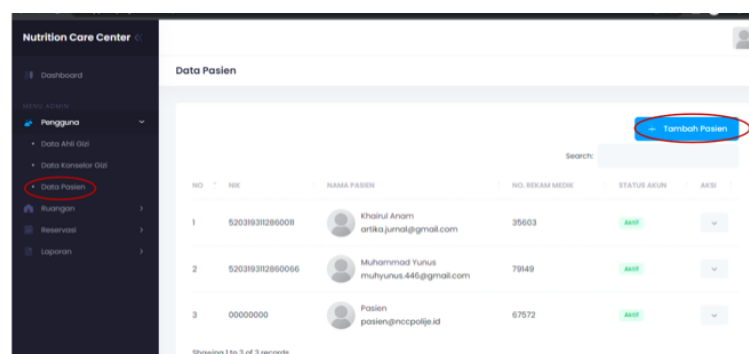 Nutrition Care Center
Dashboard
MENU ADMIN
Pengguna
Data Ahli Gizi
Data Konselor Gizi
Data Pasien
Ruangan
Reservasi
Laporan
Data Pasien
Tambah Pasien
Search:
NO NIK NAMA PASIEN NO. REKAM MEDIK STATUS AKUN AKSI
1 5203193112860011 Khairul Anam 35603 Aktif
artika.jurnal@gmail.com
2 5203193112860066 Muhammad Yunus 79149 Aktif
muhyunus.446@gmail.com
3 00000000 Pasien 67572 Aktif
pasien@nccpolije.id
Showing 1 to 3 of 3 records